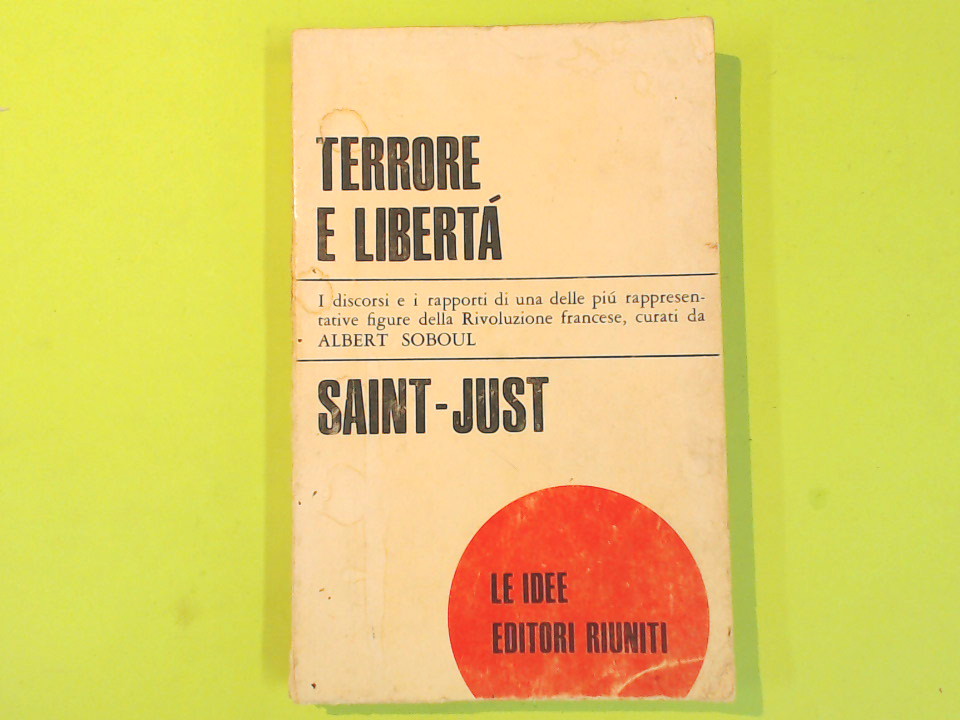 TERRORE
E LIBERTÁ
I discorsi e i rapporti di una delle piú rappresen-
tative figure della Rivoluzione francese, curati da
ALBERT SOBOUL
SAINT-JUST
LE IDEE
EDITORI RIUNITI